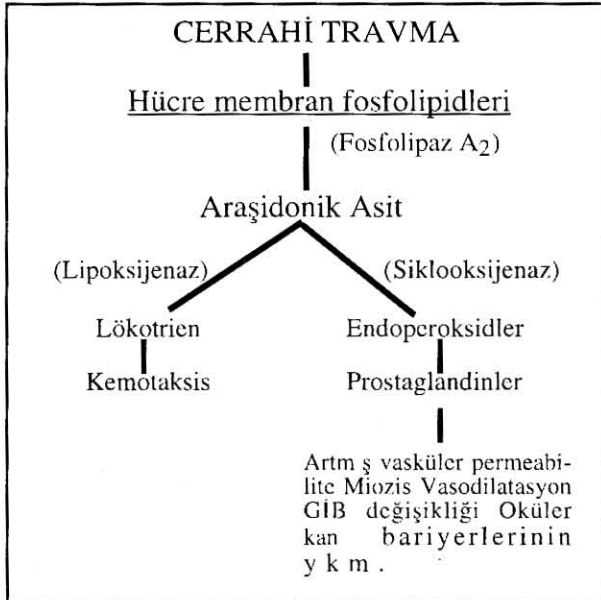 CERRAHİ TRAVMA
Hücre membran fosfolipidleri
(Fosfolipaz A2)
Araşidonik Asit
(Lipoksijenaz) (Siklooksijenaz)
Lökotrien Endoperoksidler
Kemotaksis Prostaglandinler
Artm ş vasküler permeabi-
lite Miozis Vasodilatasyon
GİB değişikliği Oküler
kan bariyerlerinin
y k m .